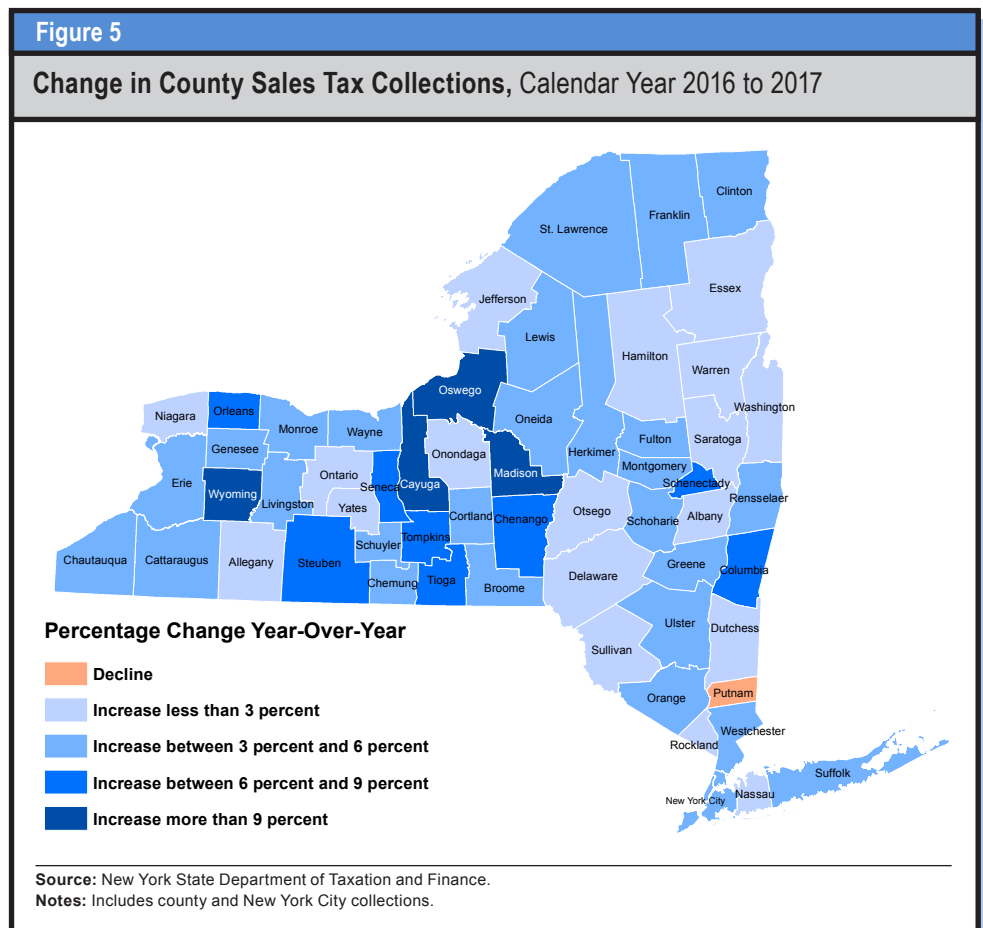 Figure 5
Change in County Sales Tax Collections, Calendar Year 2016 to 2017
Clinton
Franklin
St. Lawrence
Essex
Jefferson
Lewis
Hamilton
Warren
Oswego
Washington
Orleans
Niagara
Oneida
Monroe
Wayne
Fulton
Saratoga
Genesee
Onondaga
Herkimer
Montgomery
Ontario
Madison
Erie
Seneca
Cayuga
Schenectady
Wyoming
Livingston
Yates
Rensselaer
Otsego
Albany
Cortland
Chenango
Schoharie
Tompkins
Schuyler
Chautauqua
Cattaraugus
Allegany
Steuben
Greene
Columbia
Chemung
Tioga
Broome
Delaware
Ulster
Dutchess
Sullivan
Putnam
Orange
Westchester
Rockland
Suffolk
Nassau
New York City
Percentage Change Year-Over-Year
Decline
Increase less than 3 percent
Increase between 3 percent and 6 percent
Increase between 6 percent and 9 percent
Increase more than 9 percent
Source: New York State Department of Taxation and Finance.
Notes: Includes county and New York City collections.